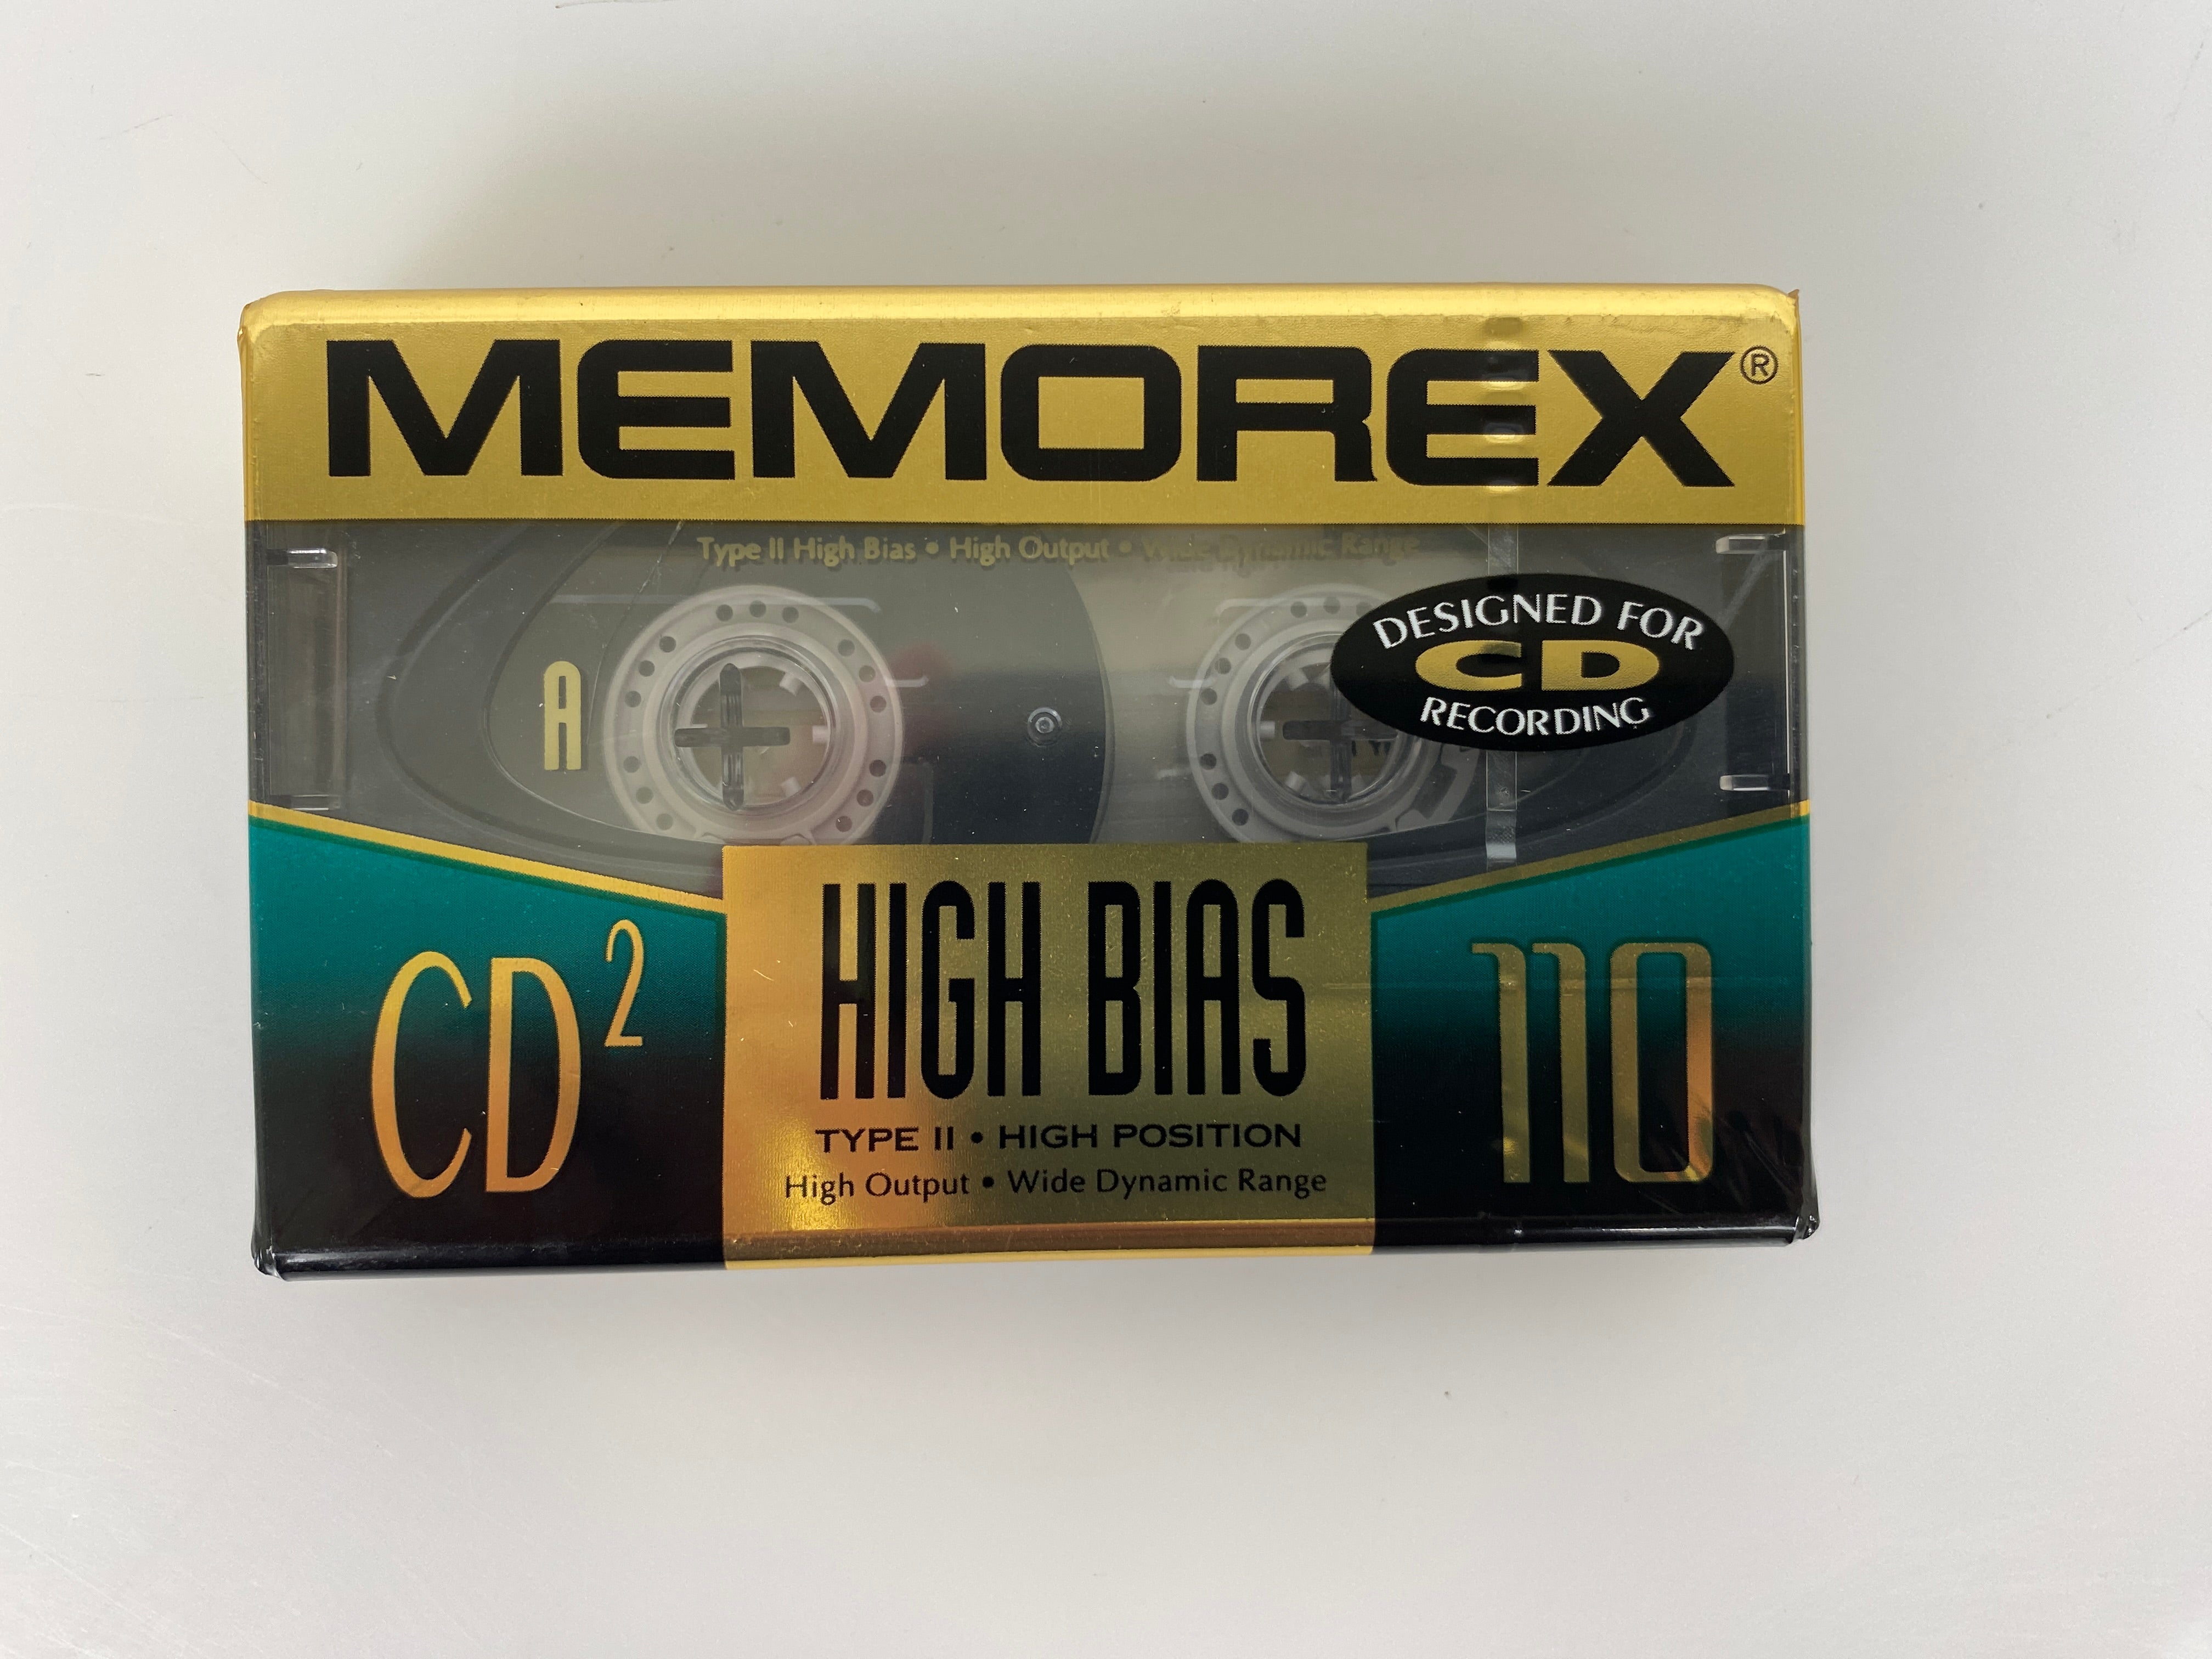 MEMOREX®
Type II High Bias • High Output • Wide Dynamic Range
DESIGNED FOR
CD
RECORDING
A
CD²
HIGH BIAS
TYPE II • HIGH POSITION
High Output • Wide Dynamic Range
110